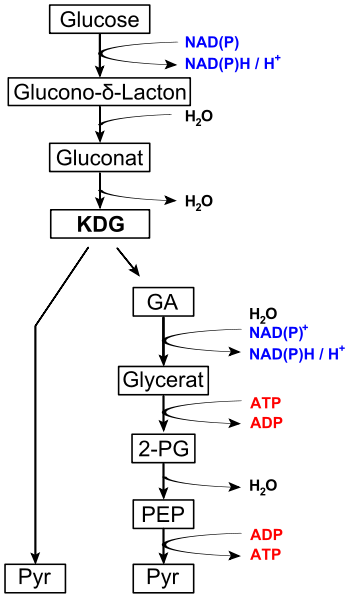 Glucose
NAD(P)
NAD(P)H / H⁺
Glucono-δ-Lacton
H₂O
Gluconat
H₂O
KDG
GA
H₂O
NAD(P)⁺
NAD(P)H / H⁺
Glycerat
ATP
ADP
2-PG
H₂O
PEP
ADP
ATP
Pyr
Pyr